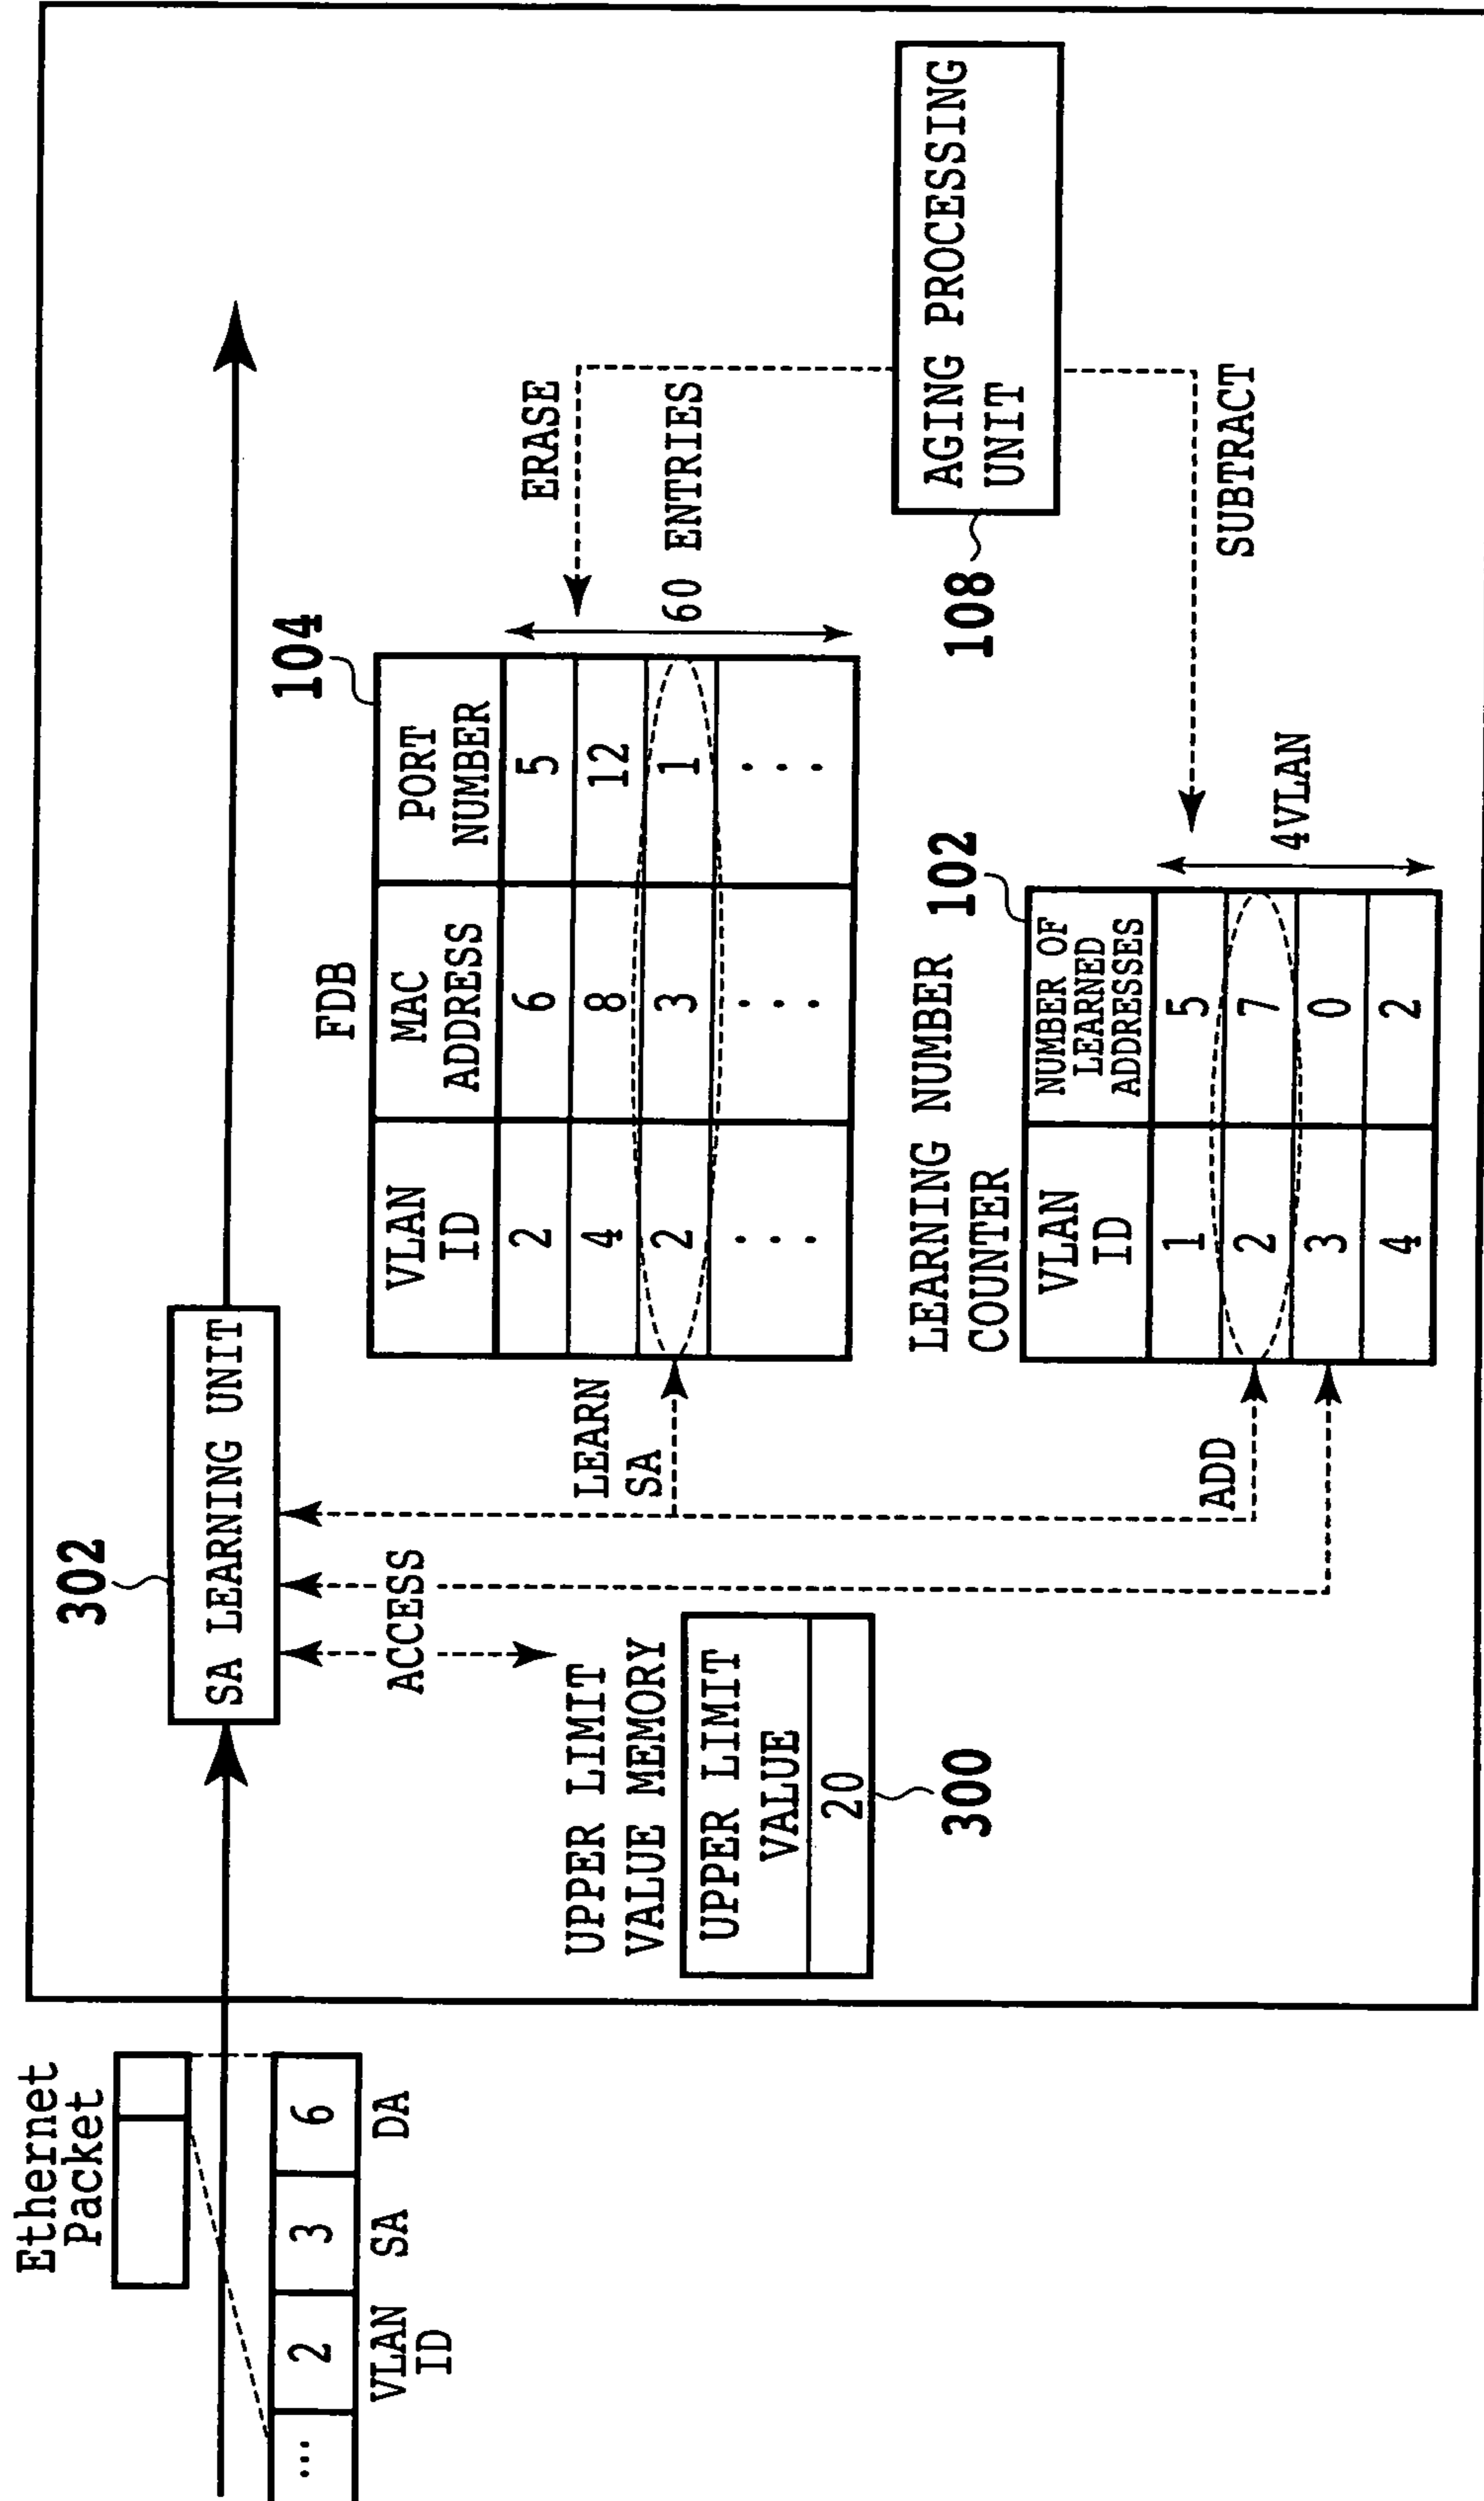 Ethernet
Packet
... 2 3 6
VLAN
ID
SA
DA
302
SA LEARNING UNIT
ACCESS
LEARN
SA
ADD
UPPER LIMIT
VALUE MEMORY
UPPER LIMIT
VALUE
20
300
EDB
104
VLAN
ID
MAC
ADDRESS
PORT
NUMBER
2 6 5
4 8 12
2 3 1
... ... ...
60 ENTRIES
ERASE
LEARNING NUMBER
COUNTER
102
VLAN
ID
NUMBER OF
LEARNED
ADDRESSES
1 5
2 7
3 0
4 2
4VLAN
108
AGING PROCESSING
UNIT
SUBTRACT